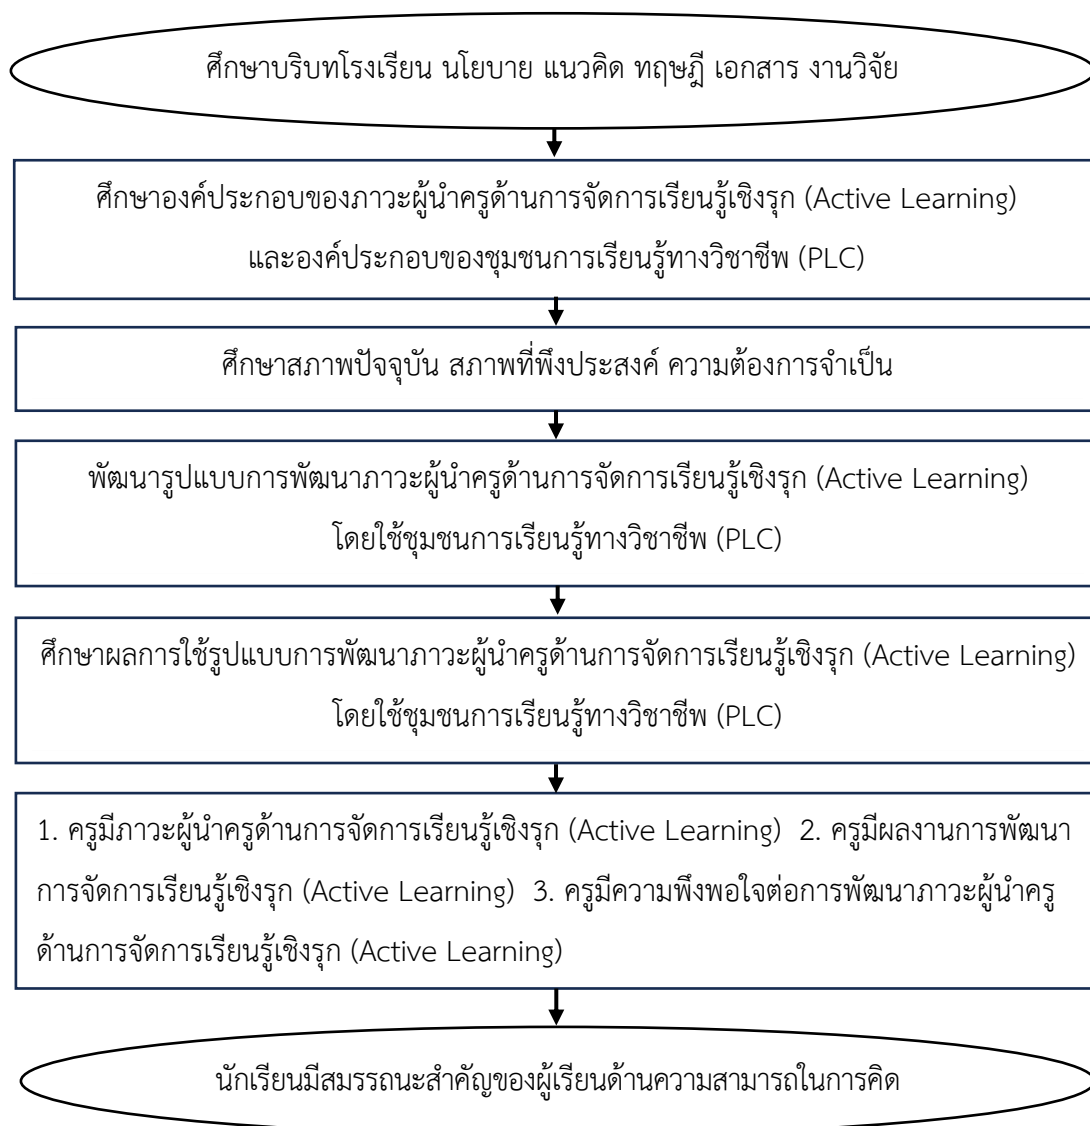 ศึกษาบริบทโรงเรียน นโยบาย แนวคิด ทฤษฎี เอกสาร งานวิจัย
ศึกษาองค์ประกอบของภาวะผู้นำครูด้านการจัดการเรียนรู้เชิงรุก (Active Learning)
และองค์ประกอบของชุมชนการเรียนรู้ทางวิชาชีพ (PLC)
ศึกษาสภาพปัจจุบัน สภาพที่พึงประสงค์ ความต้องการจำเป็น
พัฒนารูปแบบการพัฒนาภาวะผู้นำครูด้านการจัดการเรียนรู้เชิงรุก (Active Learning)
โดยใช้ชุมชนการเรียนรู้ทางวิชาชีพ (PLC)
ศึกษาผลการใช้รูปแบบการพัฒนาภาวะผู้นำครูด้านการจัดการเรียนรู้เชิงรุก (Active Learning)
โดยใช้ชุมชนการเรียนรู้ทางวิชาชีพ (PLC)
1. ครูมีภาวะผู้นำครูด้านการจัดการเรียนรู้เชิงรุก (Active Learning) 2. ครูมีผลงานการพัฒนา
การจัดการเรียนรู้เชิงรุก (Active Learning) 3. ครูมีความพึงพอใจต่อการพัฒนาภาวะผู้นำครู
ด้านการจัดการเรียนรู้เชิงรุก (Active Learning)
นักเรียนมีสมรรถนะสำคัญของผู้เรียนด้านความสามารถในการคิด